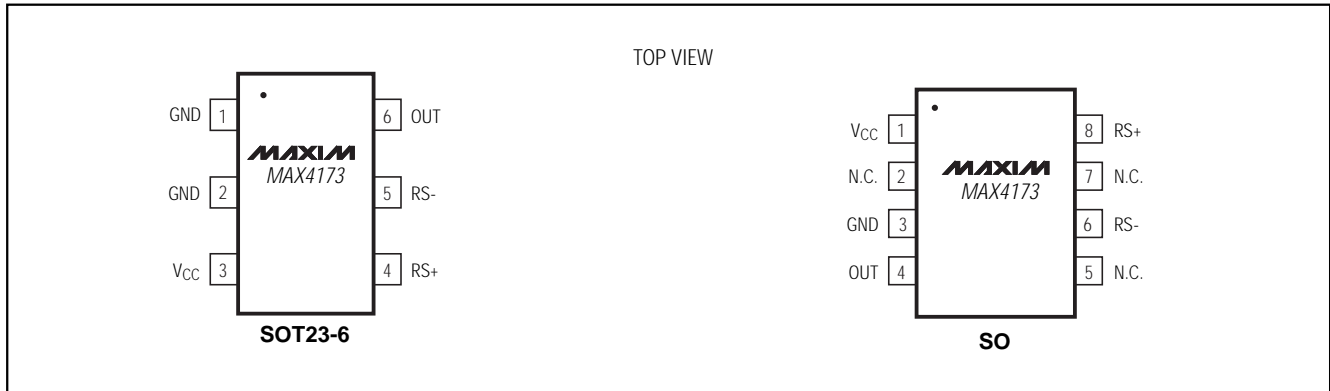 TOP VIEW
GND 1 6 OUT
MAXIM
MAX4173
GND 2 5 RS-
VCC 3 4 RS+
SOT23-6
VCC 1 8 RS+
MAXIM
MAX4173
N.C. 2 7 N.C.
GND 3 6 RS-
OUT 4 5 N.C.
SO